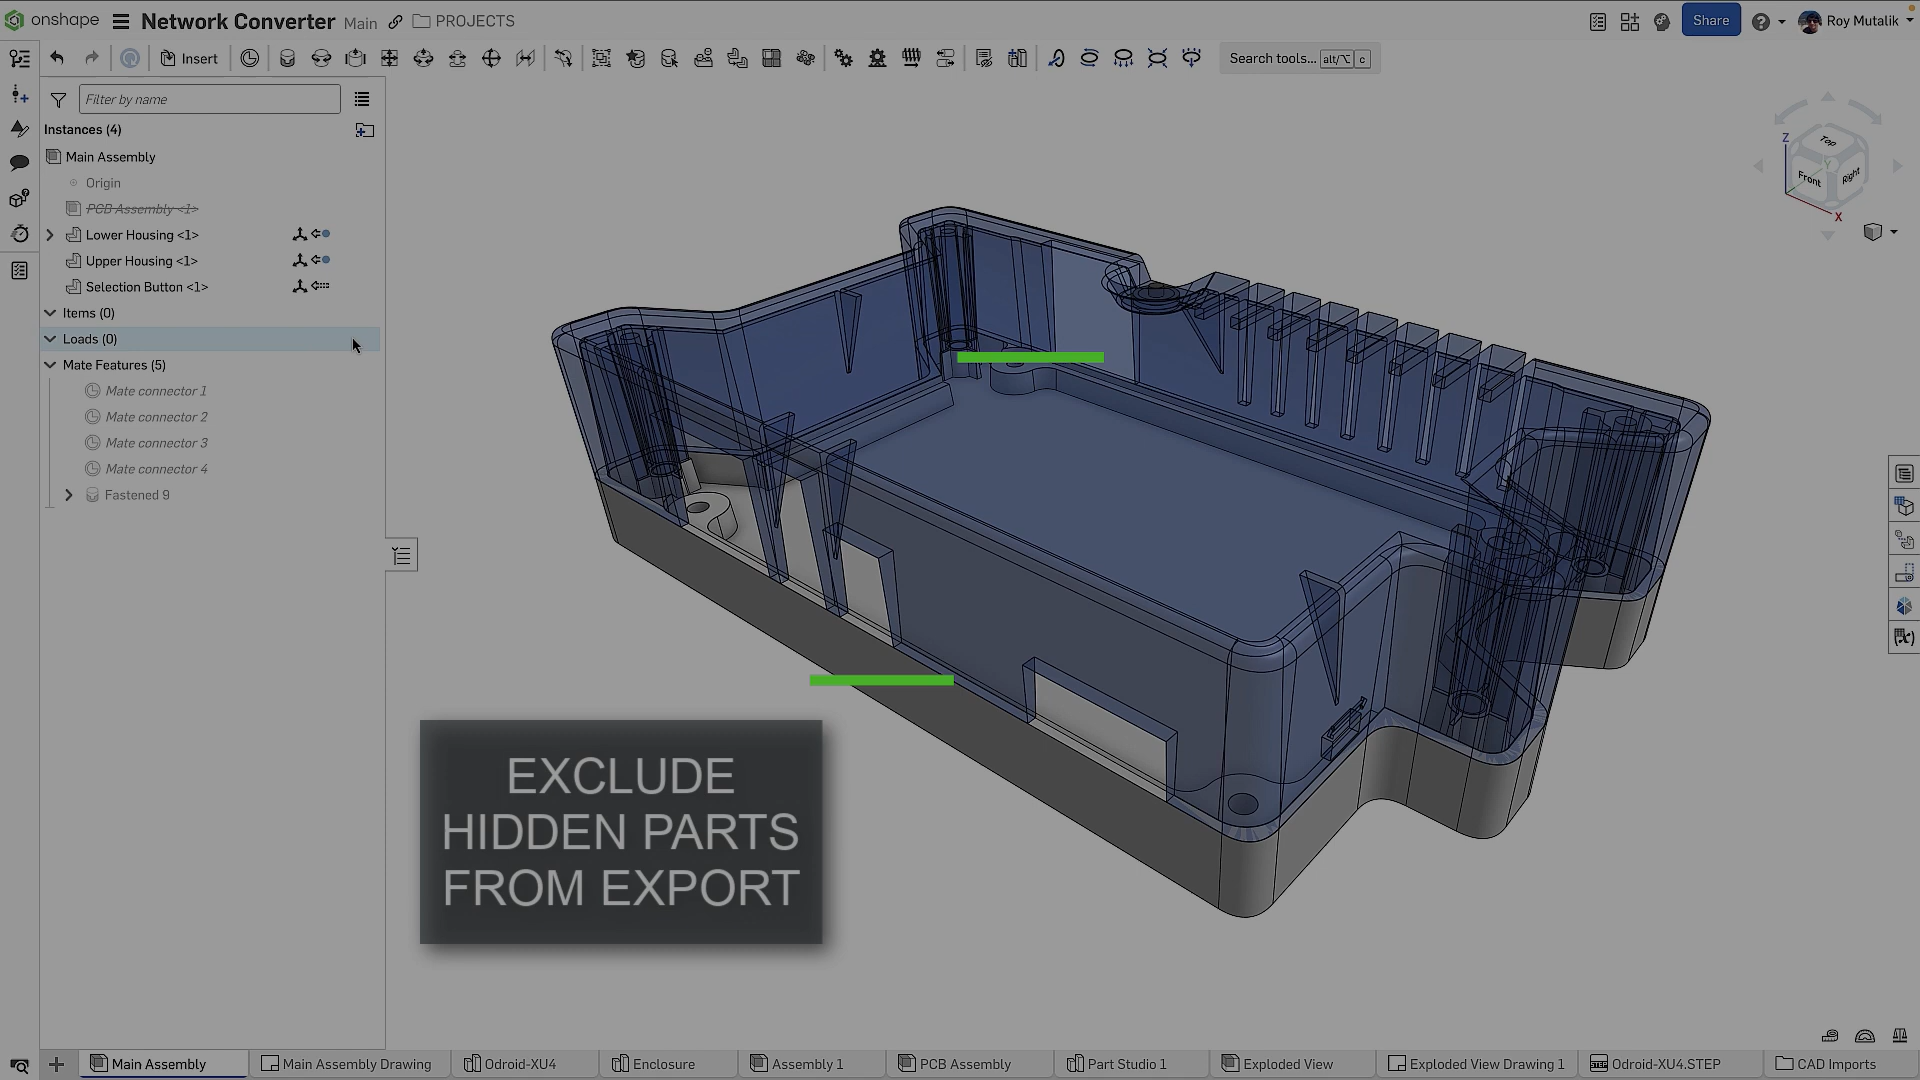 onshape
Network Converter Main PROJECTS
Share
Roy Mutalik
Insert
Search tools... alt/⌥ c
Filter by name
Instances (4)
Main Assembly
Origin
PCB Assembly <1>
Lower Housing <1>
Upper Housing <1>
Selection Button <1>
Items (0)
Loads (0)
Mate Features (5)
Mate connector 1
Mate connector 2
Mate connector 3
Mate connector 4
Fastened 9
Z
Top
Y
Front
Right
X
EXCLUDE
HIDDEN PARTS
FROM EXPORT
Main Assembly
Main Assembly Drawing
Odroid-XU4
Enclosure
Assembly 1
PCB Assembly
Part Studio 1
Exploded View
Exploded View Drawing 1
STEP
Odroid-XU4.STEP
CAD Imports